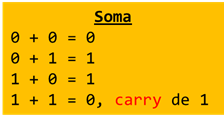 Soma
0 + 0 = 0
0 + 1 = 1
1 + 0 = 1
1 + 1 = 0, carry de 1